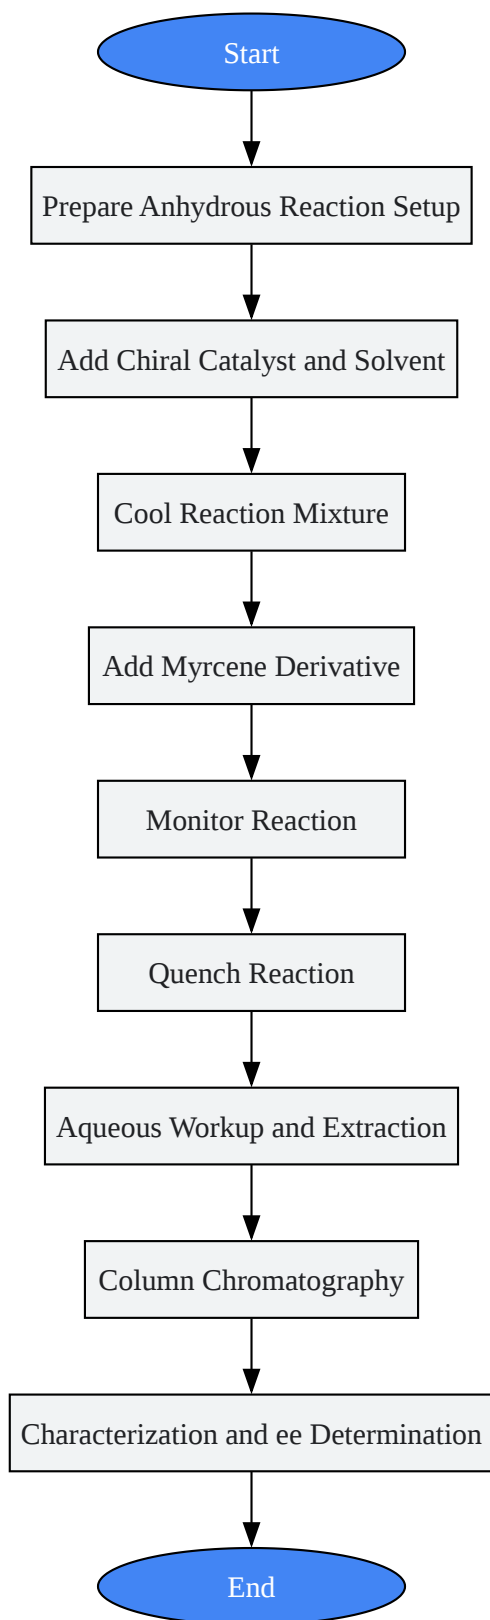 Start
Prepare Anhydrous Reaction Setup
Add Chiral Catalyst and Solvent
Cool Reaction Mixture
Add Myrcene Derivative
Monitor Reaction
Quench Reaction
Aqueous Workup and Extraction
Column Chromatography
Characterization and ee Determination
End